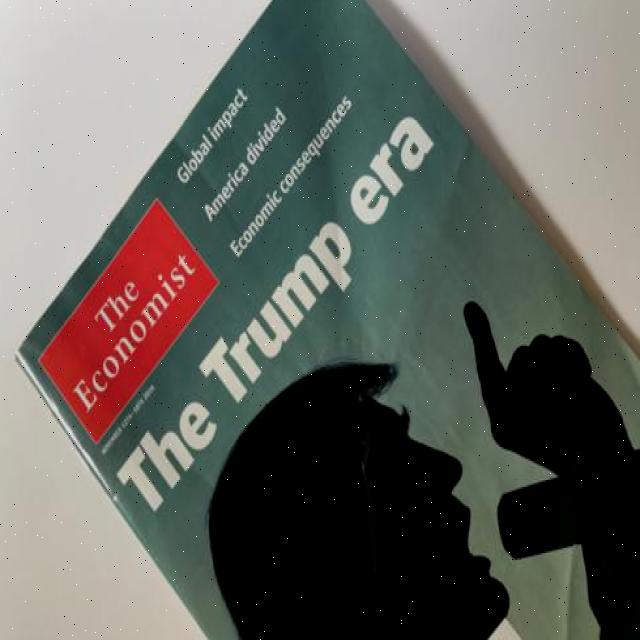 Global impact
America divided
Economic consequences
The
Economist
The Trump era